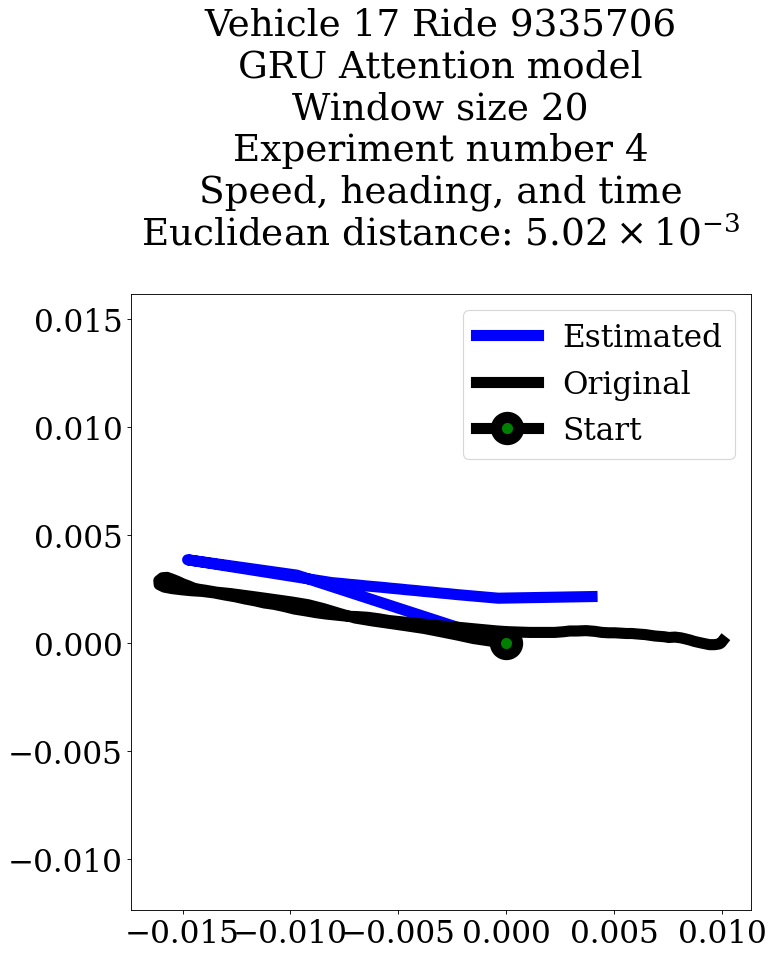 Vehicle 17 Ride 9335706
GRU Attention model
Window size 20
Experiment number 4
Speed, heading, and time
Euclidean distance: 5.02 × 10⁻³
Estimated
Original
Start
0.015
0.010
0.005
0.000
−0.005
−0.010
−0.015 −0.010 −0.005 0.000 0.005 0.010